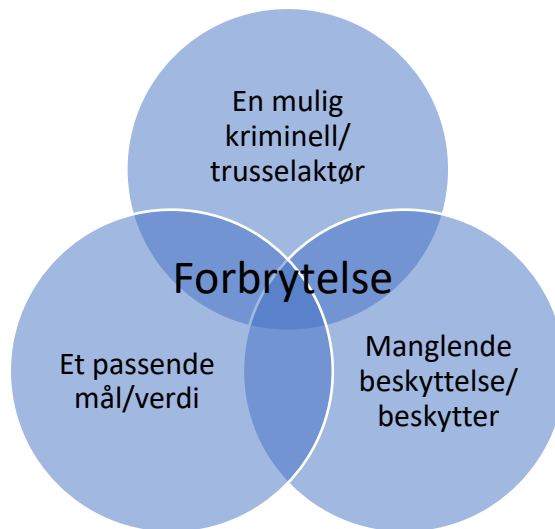 En mulig
kriminell/
trusselaktør
Forbrytelse
Et passende
mål/verdi
Manglende
beskyttelse/
beskytter